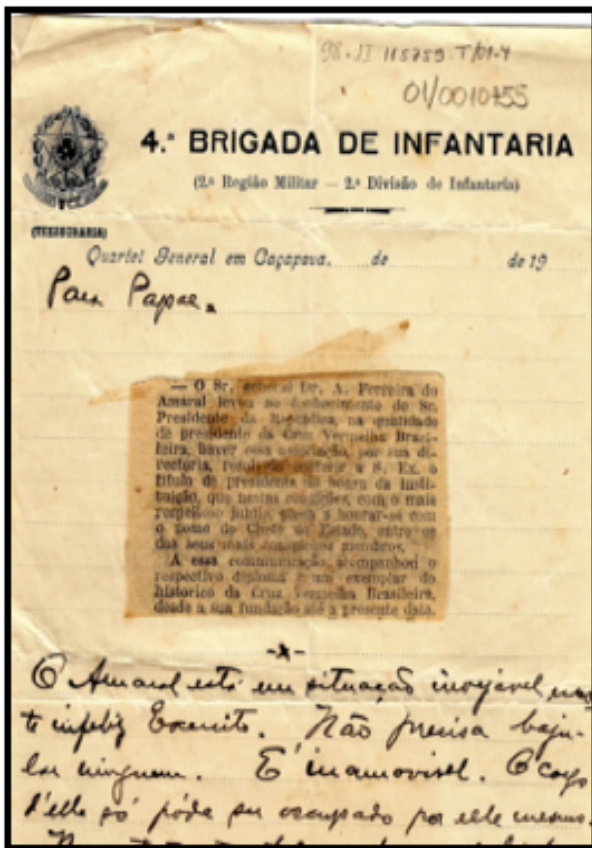 98.II 115759 T/01-4
01/0010455
4.ª BRIGADA DE INFANTARIA
(2.ª Região Militar — 2.ª Divisão de Infantaria)
(THESOURARIA)
Quartel General em Caçapava, de de 19
Para Papae.
— O Sr. general Dr. A. Ferreira do
Amaral levou ao conhecimento do Sr.
Presidente da Republica, na qualidade
de presidente da Cruz Vermelha Brasi-
leira, haver essa associação, por sua di-
rectoria, resolvido conferir a S. Ex. o
titulo de presidente de honra da insti-
tuição, que nestas condições, com o mais
respeitoso jubilo, passa a honrar-se com
o nome do Chefe do Estado, entre os
dos seus mais conspicuos membros.
A essa communicação acompanhou o
respectivo diploma e um exemplar do
historico da Cruz Vermelha Brasileira,
desde a sua fundação até a presente data.
-x-
O Amaral está em situação invejavel, nes-
te infeliz Exercito. Não precisa baju-
lar ninguem. E' inamovivel. O cargo
d'elle só póde ser occupado por elle mesmo.